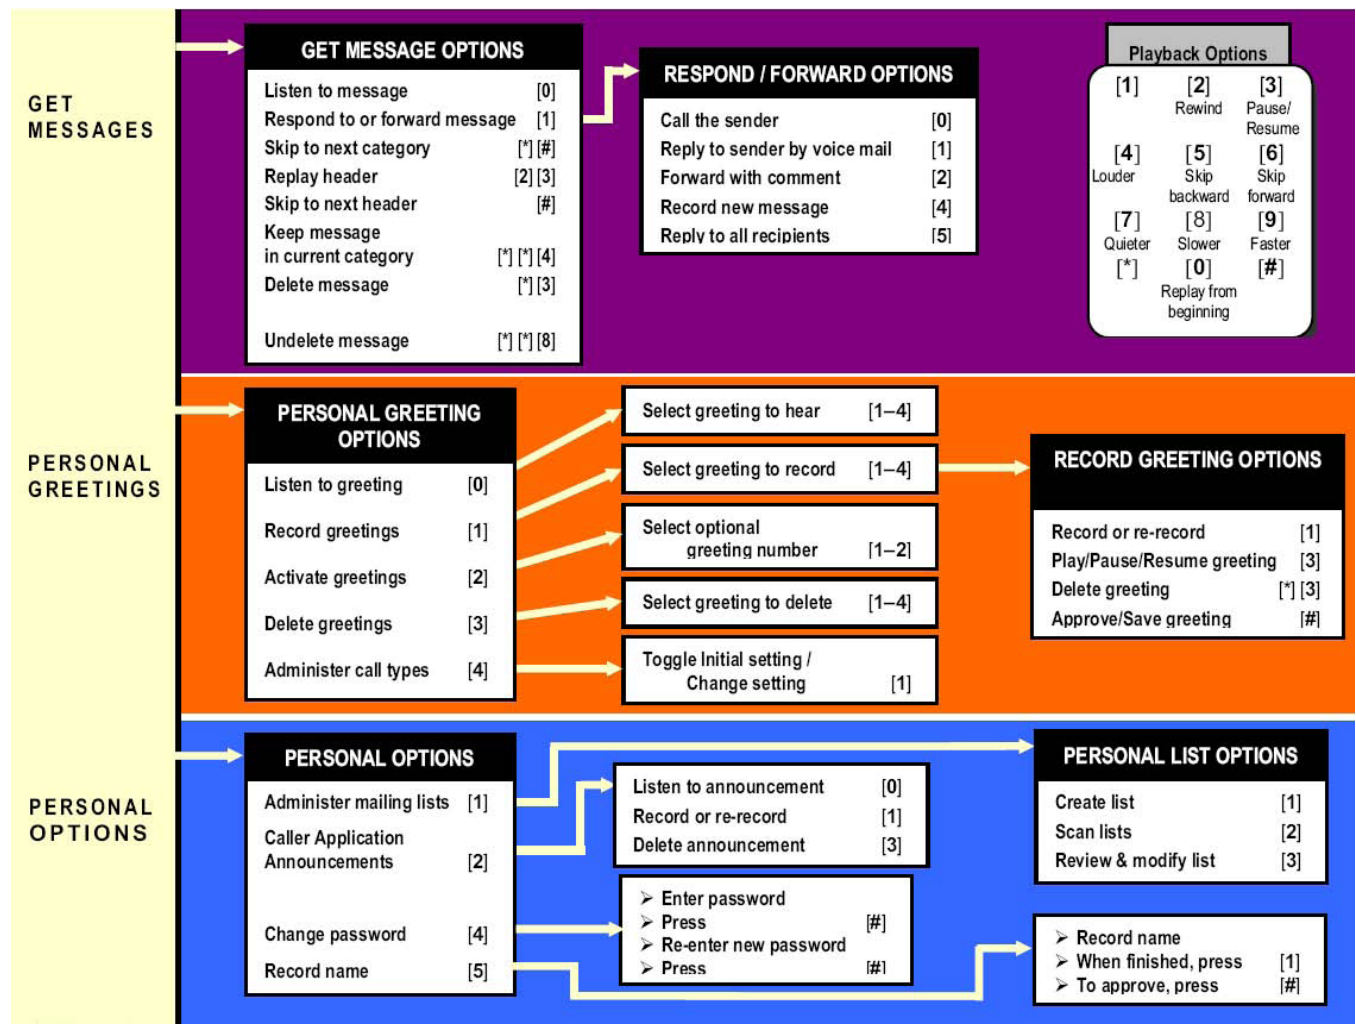 GET
MESSAGES
GET MESSAGE OPTIONS
Listen to message [0]
Respond to or forward message [1]
Skip to next category [*] [#]
Replay header [2] [3]
Skip to next header [#]
Keep message
in current category [*] [*] [4]
Delete message [*] [3]
Undelete message [*] [*] [8]
RESPOND / FORWARD OPTIONS
Call the sender [0]
Reply to sender by voice mail [1]
Forward with comment [2]
Record new message [4]
Reply to all recipients [5]
Playback Options
[1] [2] [3]
Rewind Pause/
Resume
[4] [5] [6]
Louder Skip Skip
backward forward
[7] [8] [9]
Quieter Slower Faster
[*] [0] [#]
Replay from
beginning
PERSONAL
GREETINGS
PERSONAL GREETING
OPTIONS
Listen to greeting [0]
Record greetings [1]
Activate greetings [2]
Delete greetings [3]
Administer call types [4]
Select greeting to hear [1–4]
Select greeting to record [1–4]
Select optional
greeting number [1–2]
Select greeting to delete [1–4]
Toggle Initial setting /
Change setting [1]
RECORD GREETING OPTIONS
Record or re-record [1]
Play/Pause/Resume greeting [3]
Delete greeting [*] [3]
Approve/Save greeting [#]
PERSONAL
OPTIONS
PERSONAL OPTIONS
Administer mailing lists [1]
Caller Application
Announcements [2]
Change password [4]
Record name [5]
Listen to announcement [0]
Record or re-record [1]
Delete announcement [3]
➢ Enter password
➢ Press [#]
➢ Re-enter new password
➢ Press [#]
PERSONAL LIST OPTIONS
Create list [1]
Scan lists [2]
Review & modify list [3]
➢ Record name
➢ When finished, press [1]
➢ To approve, press [#]